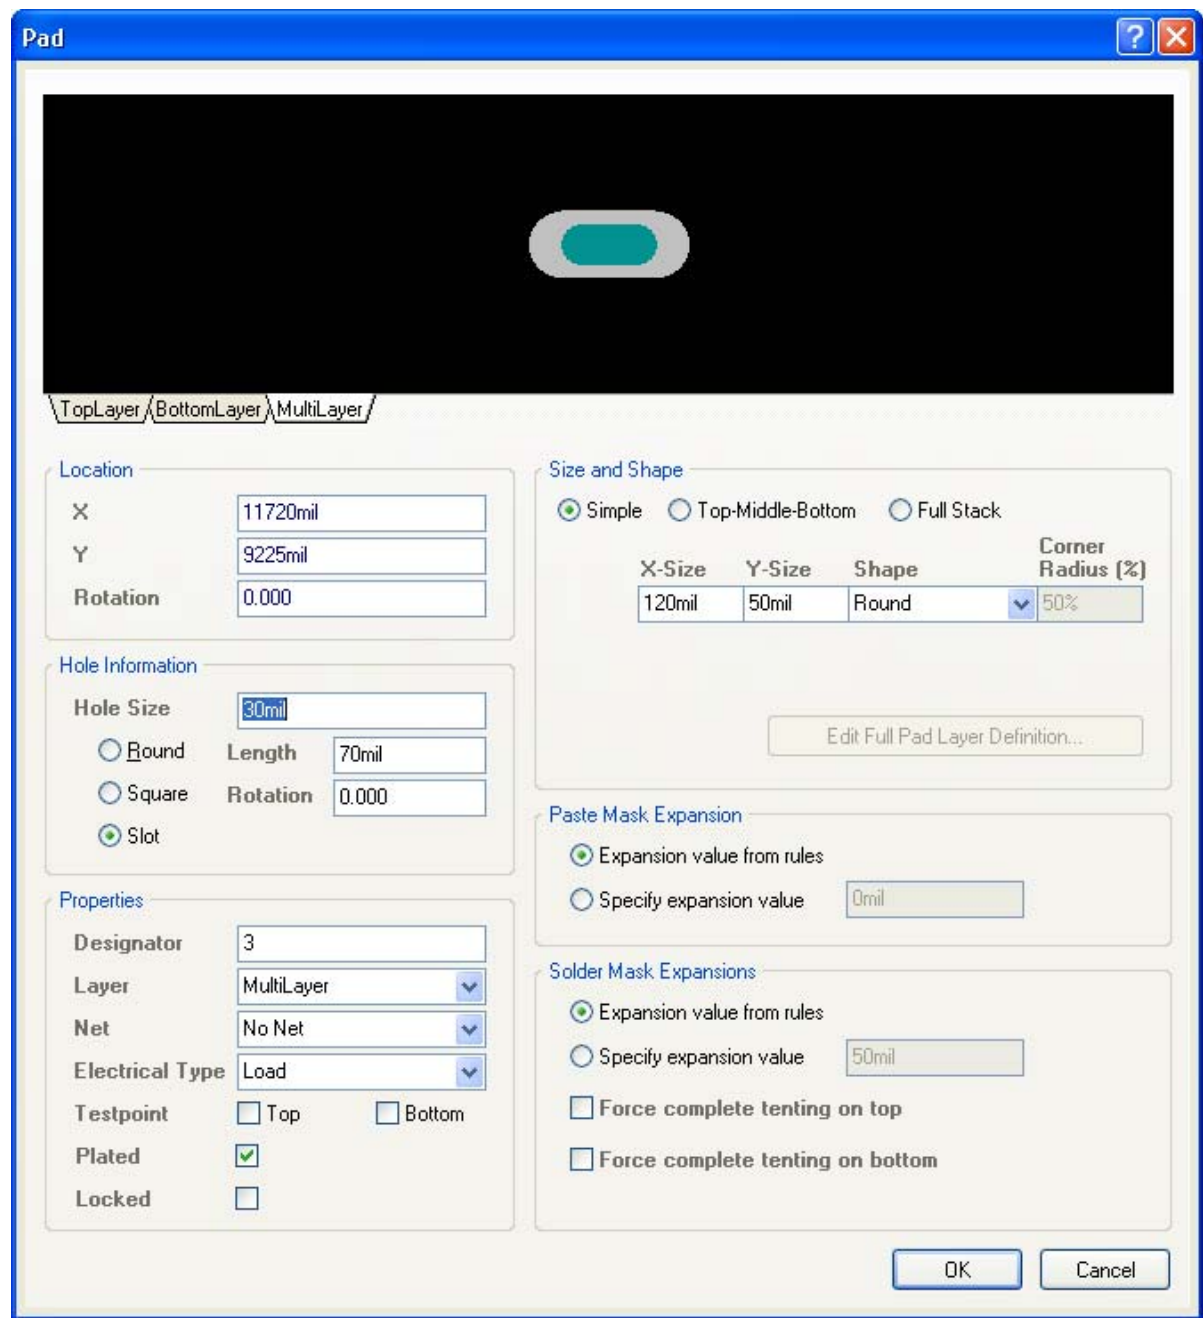 Pad
TopLayer BottomLayer MultiLayer
Location
X 11720mil
Y 9225mil
Rotation 0.000
Hole Information
Hole Size 30mil
Round Length 70mil
Square Rotation 0.000
Slot
Properties
Designator 3
Layer MultiLayer
Net No Net
Electrical Type Load
Testpoint Top Bottom
Plated
Locked
Size and Shape
Simple Top-Middle-Bottom Full Stack
Corner
X-Size Y-Size Shape Radius (%)
120mil 50mil Round 50%
Edit Full Pad Layer Definition...
Paste Mask Expansion
Expansion value from rules
Specify expansion value 0mil
Solder Mask Expansions
Expansion value from rules
Specify expansion value 50mil
Force complete tenting on top
Force complete tenting on bottom
OK Cancel